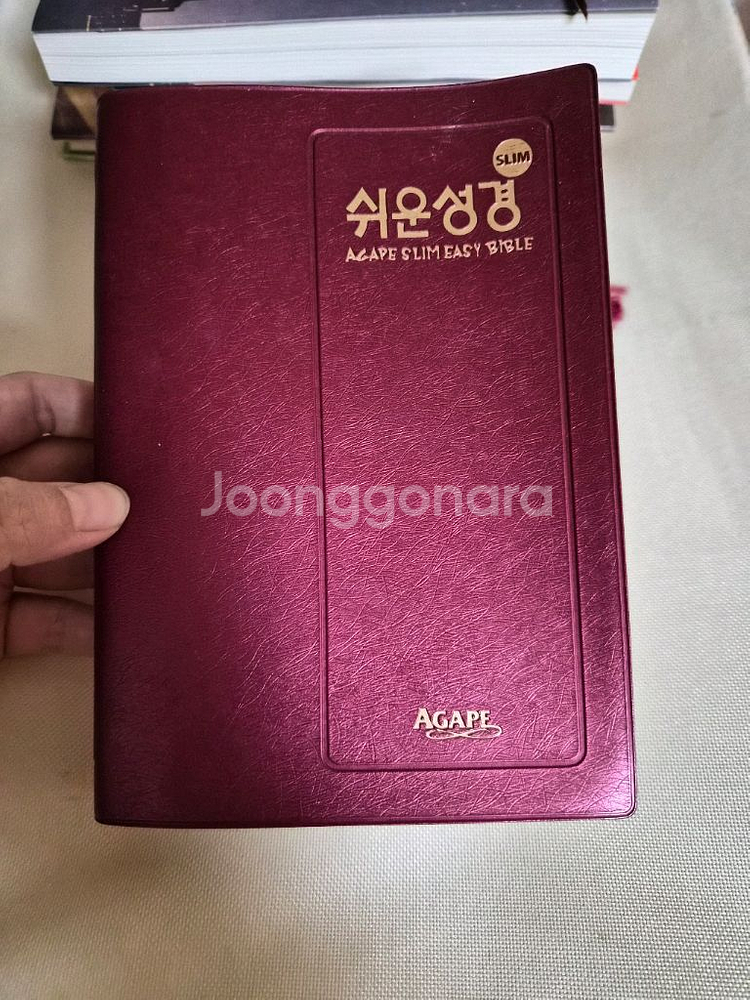 SLIM
쉬운성경
AGAPE SLIM EASY BIBLE
Joonggonara
AGAPE